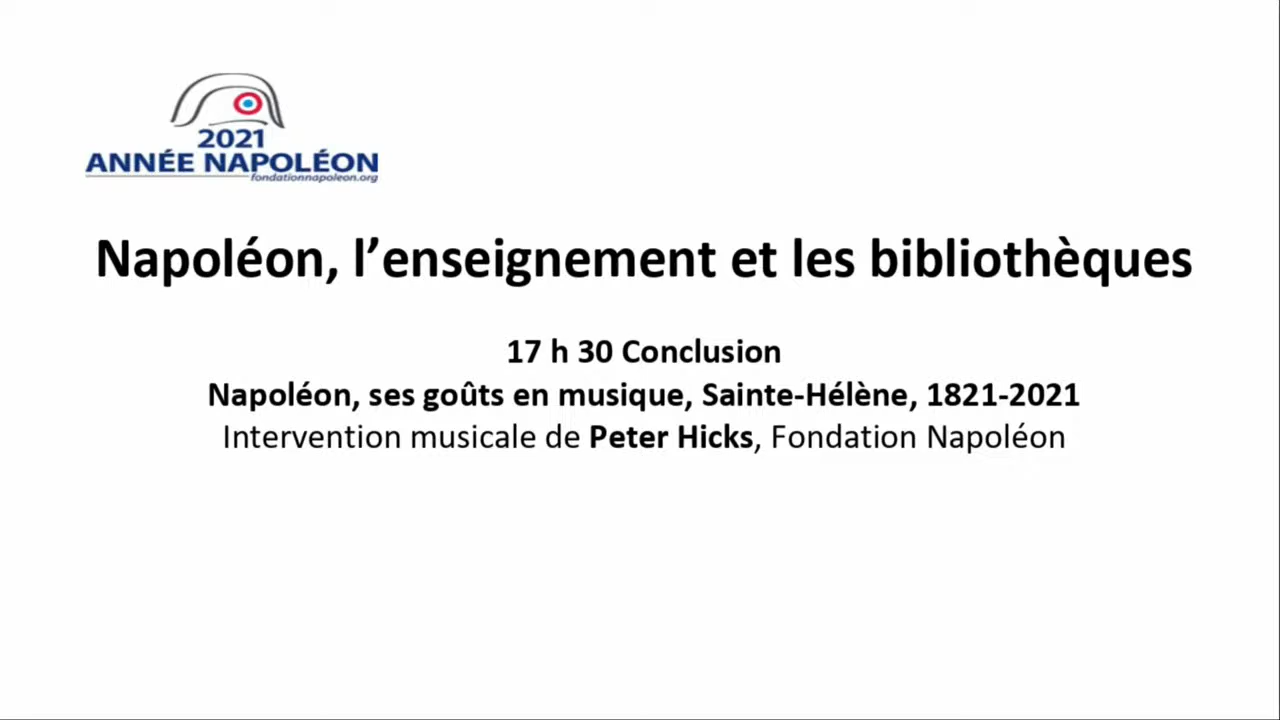 2021
ANNÉE NAPOLÉON
fondationnapoleon.org
Napoléon, l’enseignement et les bibliothèques
17 h 30 Conclusion
Napoléon, ses goûts en musique, Sainte-Hélène, 1821-2021
Intervention musicale de Peter Hicks, Fondation Napoléon